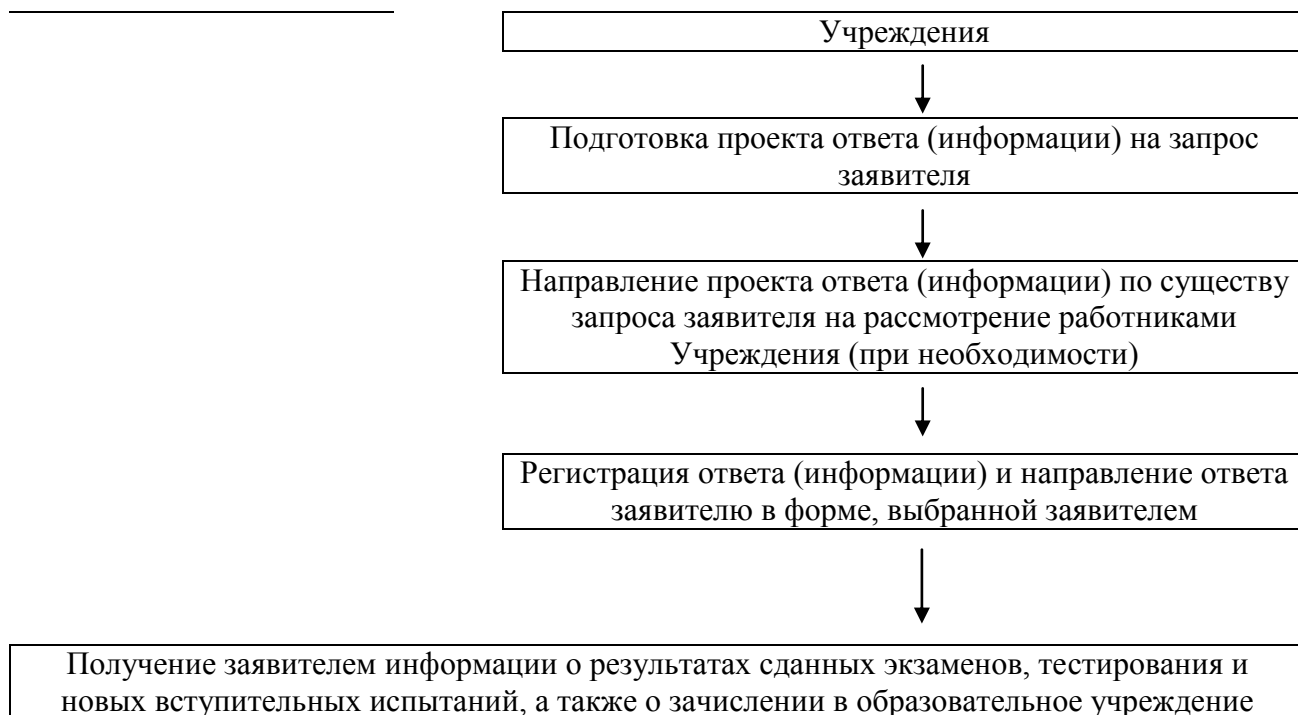 Учреждения
Подготовка проекта ответа (информации) на запрос
заявителя
Направление проекта ответа (информации) по существу
запроса заявителя на рассмотрение работниками
Учреждения (при необходимости)
Регистрация ответа (информации) и направление ответа
заявителю в форме, выбранной заявителем
Получение заявителем информации о результатах сданных экзаменов, тестирования и
новых вступительных испытаний, а также о зачислении в образовательное учреждение